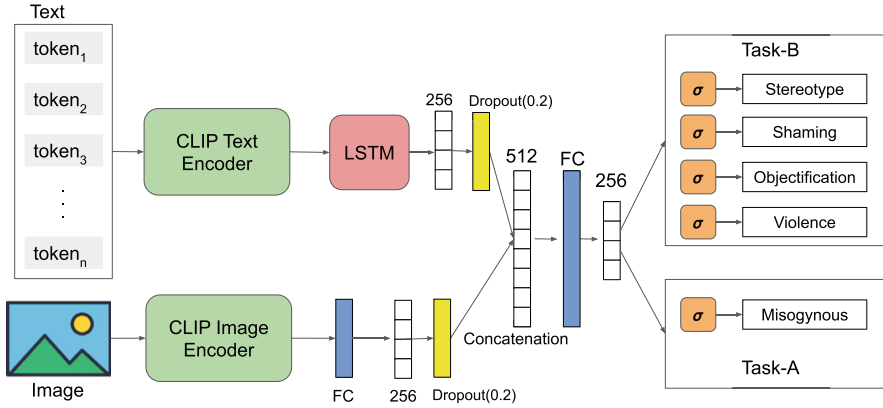 Text
token1
token2
token3
.
.
.
tokenn
CLIP Text
Encoder
LSTM
256
Dropout(0.2)
512
Concatenation
FC
256
Image
CLIP Image
Encoder
FC
256
Dropout(0.2)
Task-B
σ
Stereotype
σ
Shaming
σ
Objectification
σ
Violence
σ
Misogynous
Task-A